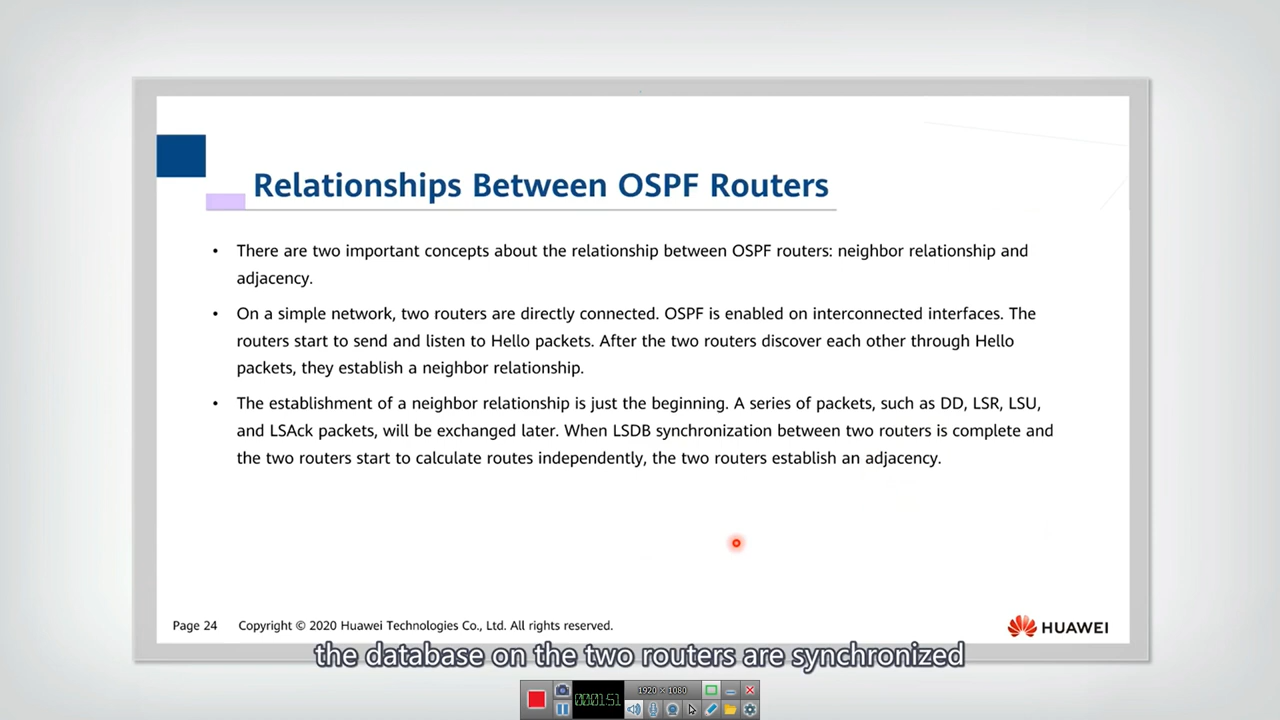 Relationships Between OSPF Routers
• There are two important concepts about the relationship between OSPF routers: neighbor relationship and
adjacency.
• On a simple network, two routers are directly connected. OSPF is enabled on interconnected interfaces. The
routers start to send and listen to Hello packets. After the two routers discover each other through Hello
packets, they establish a neighbor relationship.
• The establishment of a neighbor relationship is just the beginning. A series of packets, such as DD, LSR, LSU,
and LSAck packets, will be exchanged later. When LSDB synchronization between two routers is complete and
the two routers start to calculate routes independently, the two routers establish an adjacency.
Page 24 Copyright © 2020 Huawei Technologies Co., Ltd. All rights reserved.
HUAWEI
the database on the two routers are synchronized
000:01:51
1920 × 1080